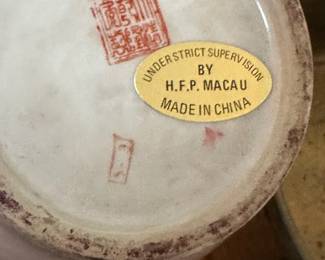 UNDER STRICT SUPERVISION
BY
H.F.P. MACAU
MADE IN CHINA